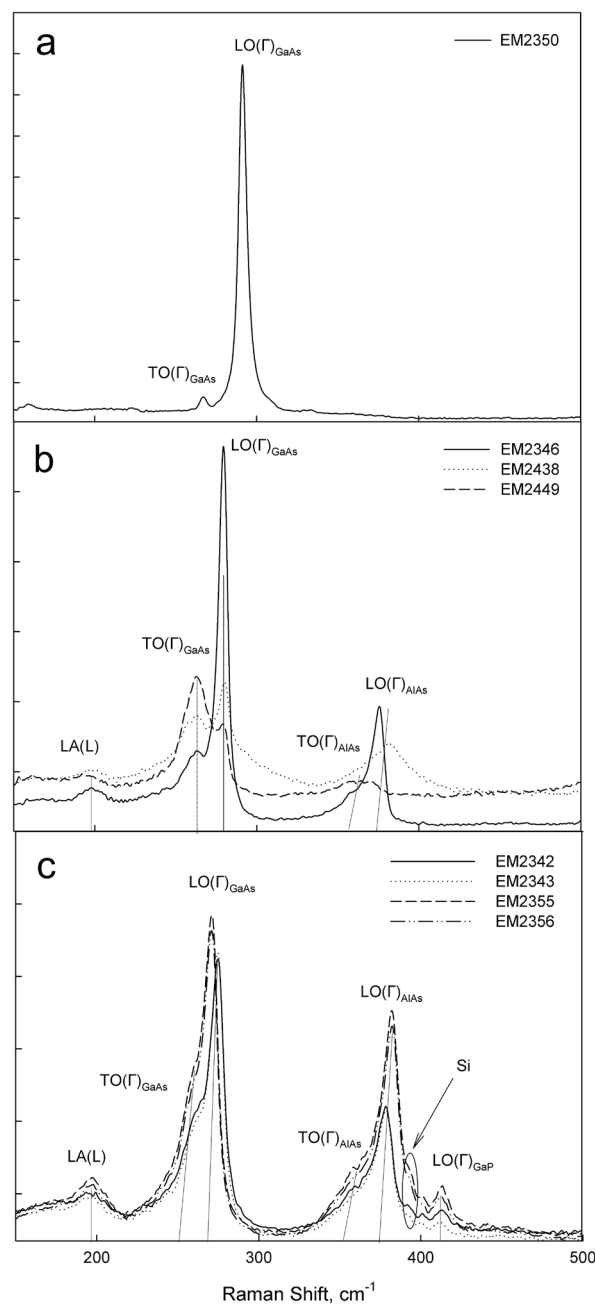 a
LO(Γ)GaAs
EM2350
TO(Γ)GaAs
b
LO(Γ)GaAs
EM2346
EM2438
EM2449
TO(Γ)GaAs
LO(Γ)AlAs
TO(Γ)AlAs
LA(L)
c
LO(Γ)GaAs
EM2342
EM2343
EM2355
EM2356
LO(Γ)AlAs
Si
TO(Γ)GaAs
TO(Γ)AlAs
LA(L)
LO(Γ)GaP
200 300 400 500
Raman Shift, cm-1